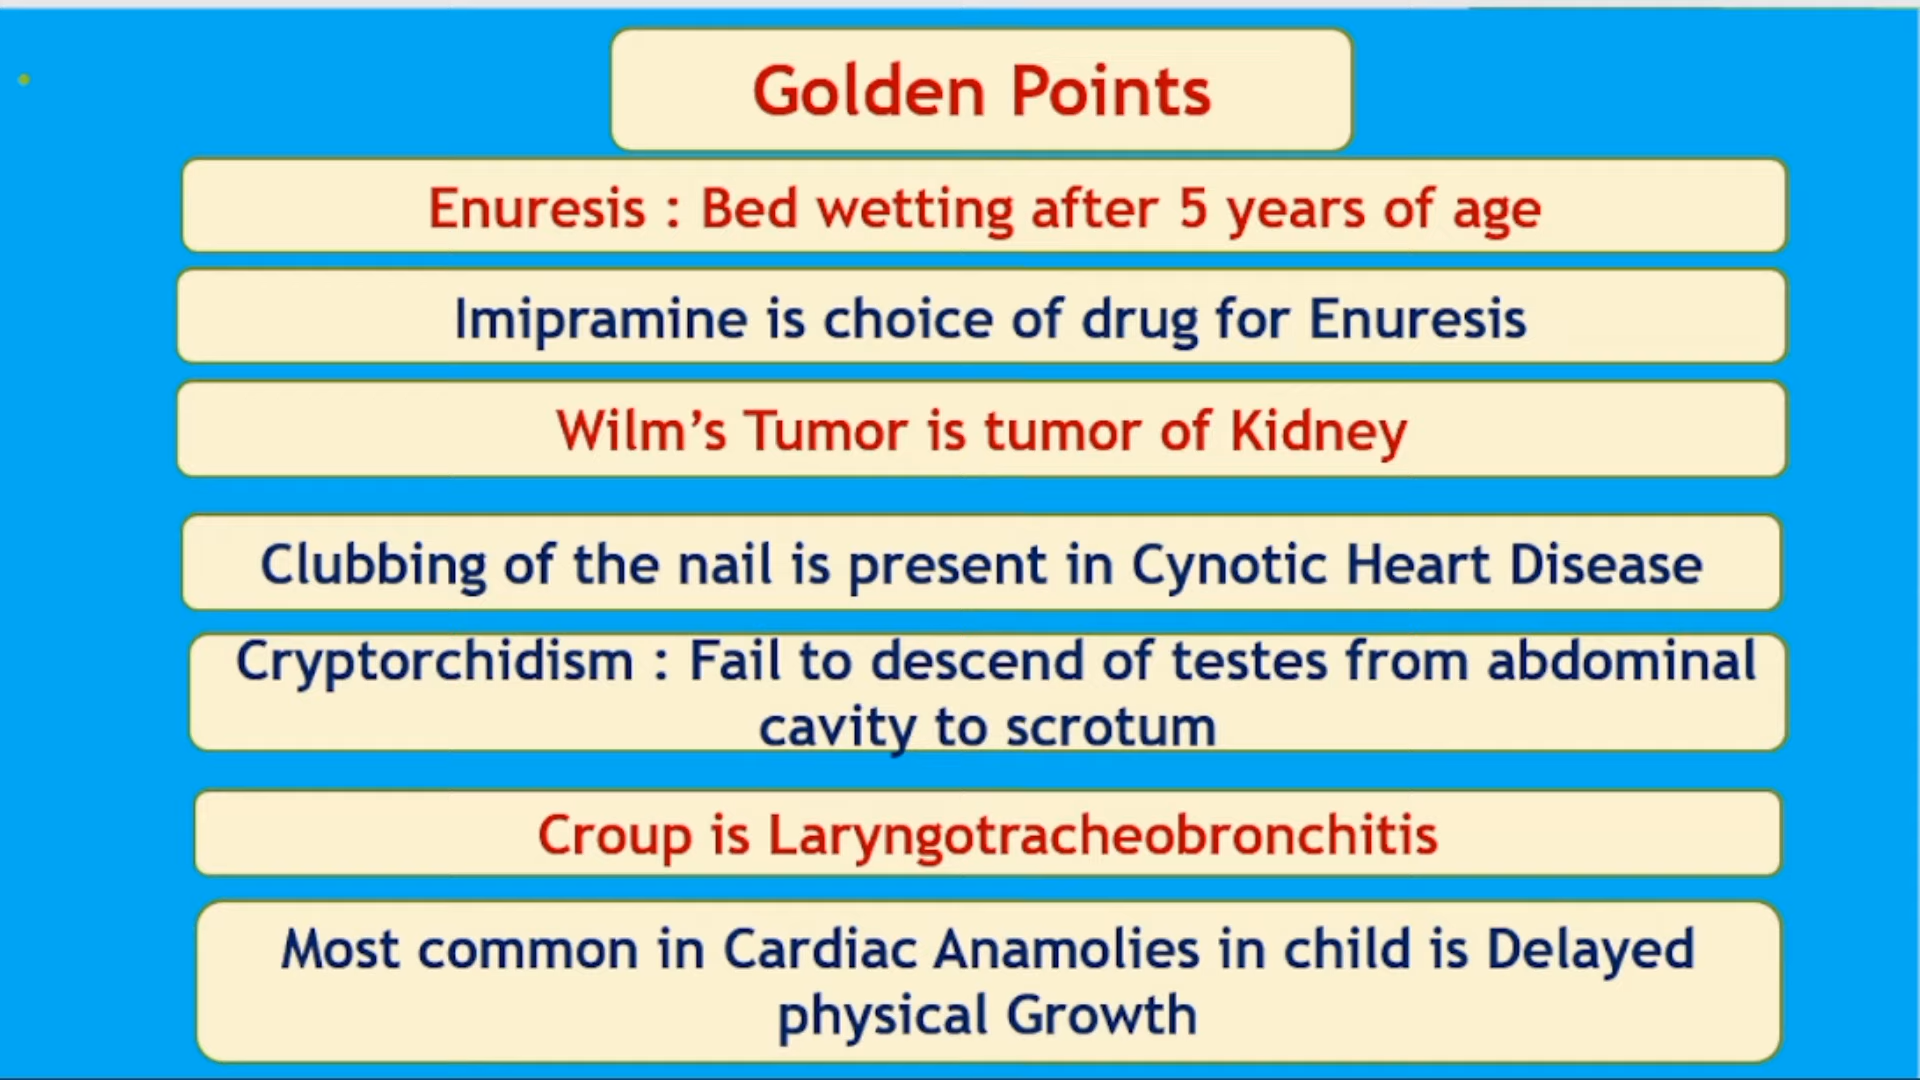 Golden Points
Enuresis : Bed wetting after 5 years of age
Imipramine is choice of drug for Enuresis
Wilm’s Tumor is tumor of Kidney
Clubbing of the nail is present in Cynotic Heart Disease
Cryptorchidism : Fail to descend of testes from abdominal
cavity to scrotum
Croup is Laryngotracheobronchitis
Most common in Cardiac Anamolies in child is Delayed
physical Growth